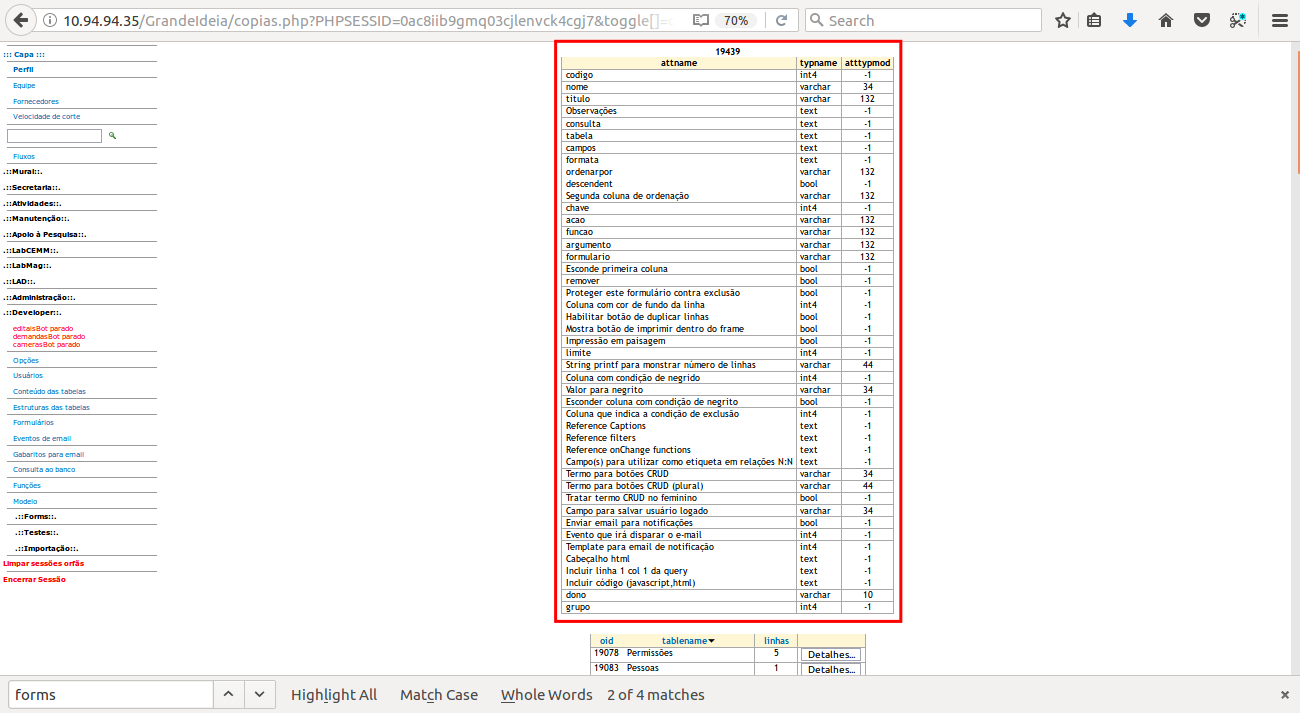 10.94.94.35/GrandeIdeia/copias.php?PHPSESSID=0ac8iib9gmq03cjlenvck4cgj7&toggle[]=
70%
Search
::: Capa :::
Perfil
Equipe
Fornecedores
Velocidade de corte
Fluxos
.::Mural::.
.::Secretaria::.
.::Atividades::.
.::Manutenção::.
.::Apoio à Pesquisa::.
.::LabCEMM::.
.::LabMag::.
.::LAD::.
.::Administração::.
.::Developer::.
editaisBot parado
demandasBot parado
camerasBot parado
Opções
Usuários
Conteúdo das tabelas
Estruturas das tabelas
Formulários
Eventos de email
Gabaritos para email
Consulta ao banco
Funções
Modelo
.::Forms::.
.::Testes::.
.::Importação::.
Limpar sessões orfãs
Encerrar Sessão
19439
attname typname atttypmod
codigo int4 -1
nome varchar 34
titulo varchar 132
Observações text -1
consulta text -1
tabela text -1
campos text -1
formata text -1
ordenarpor varchar 132
descendent bool -1
Segunda coluna de ordenação varchar 132
chave int4 -1
acao varchar 132
funcao varchar 132
argumento varchar 132
formulario varchar 132
Esconde primeira coluna bool -1
remover bool -1
Proteger este formulário contra exclusão bool -1
Coluna com cor de fundo da linha int4 -1
Habilitar botão de duplicar linhas bool -1
Mostra botão de imprimir dentro do frame bool -1
Impressão em paisagem bool -1
limite int4 -1
String printf para monstrar número de linhas varchar 44
Coluna com condição de negrido int4 -1
Valor para negrito varchar 34
Esconder coluna com condição de negrito bool -1
Coluna que indica a condição de exclusão int4 -1
Reference Captions text -1
Reference filters text -1
Reference onChange functions text -1
Campo(s) para utilizar como etiqueta em relações N:N text -1
Termo para botões CRUD varchar 34
Termo para botões CRUD (plural) varchar 44
Tratar termo CRUD no feminino bool -1
Campo para salvar usuário logado varchar 34
Enviar email para notificações bool -1
Evento que irá disparar o e-mail int4 -1
Template para email de notificação int4 -1
Cabeçalho html text -1
Incluir linha 1 col 1 da query text -1
Incluir código (javascript,html) text -1
dono varchar 10
grupo int4 -1
oid tablename linhas
19078 Permissões 5 Detalhes...
19083 Pessoas 1 Detalhes...
forms
Highlight All Match Case Whole Words 2 of 4 matches